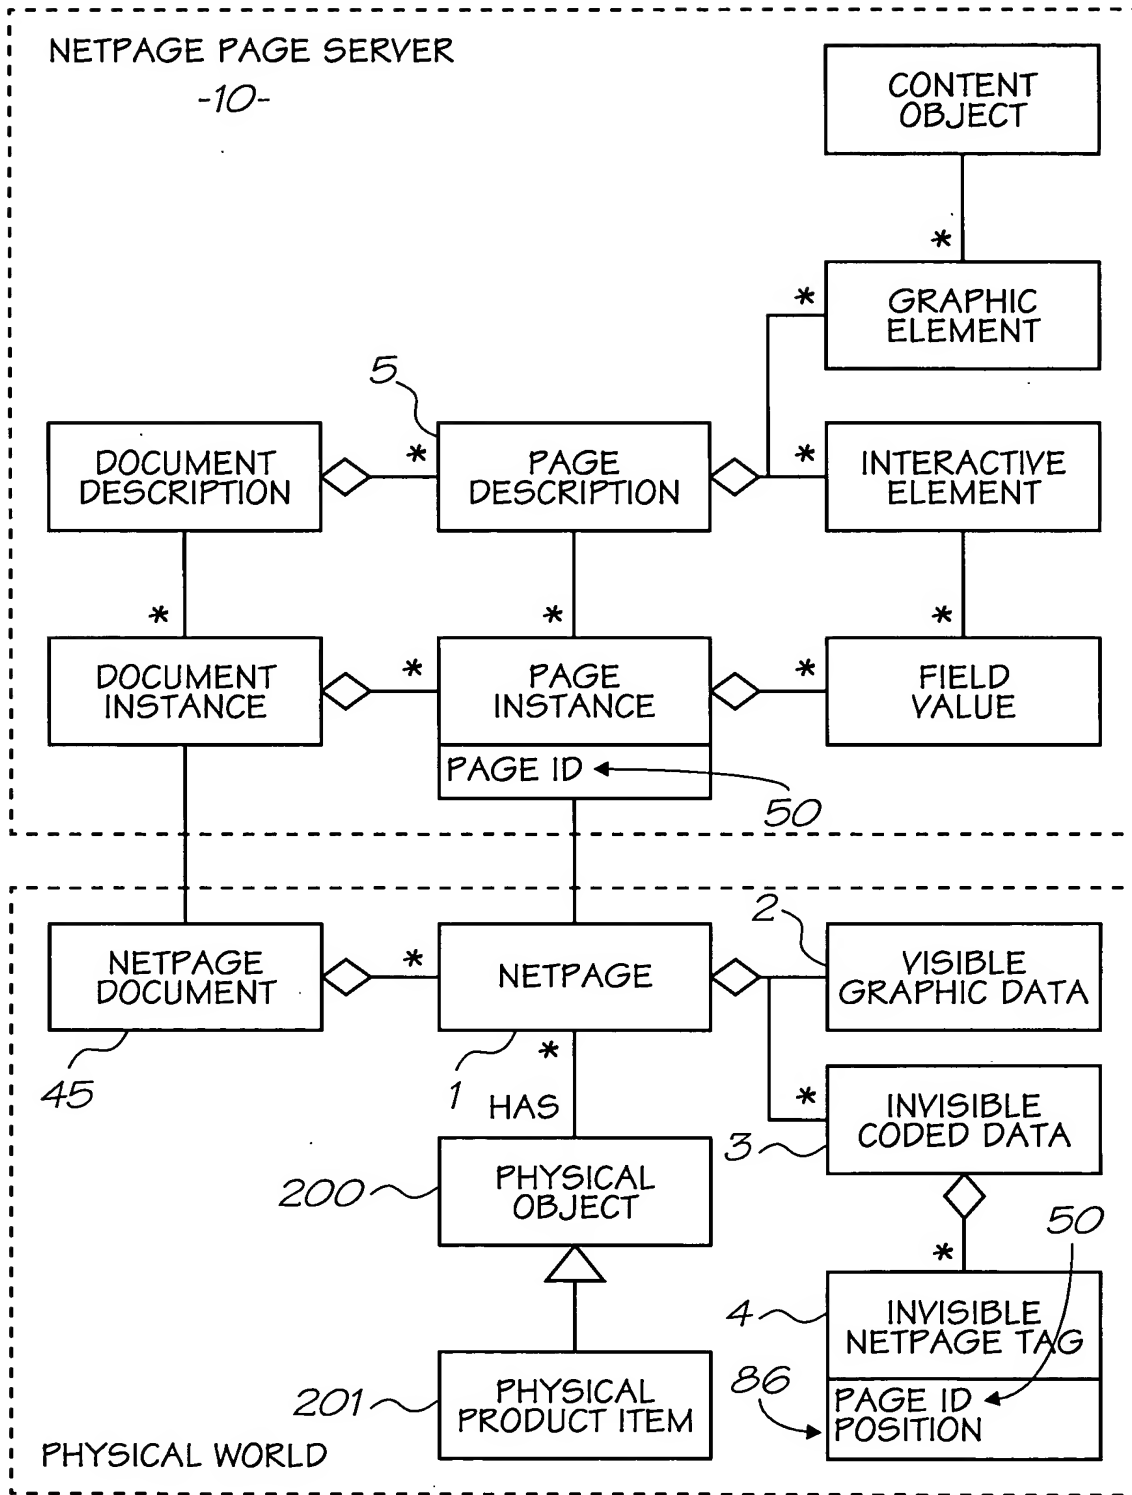 NETPAGE PAGE SERVER
-10-
CONTENT
OBJECT
*
*
GRAPHIC
ELEMENT
5
DOCUMENT
DESCRIPTION
*
PAGE
DESCRIPTION
*
INTERACTIVE
ELEMENT
*
*
*
DOCUMENT
INSTANCE
*
PAGE
INSTANCE
*
FIELD
VALUE
PAGE ID
50
2
NETPAGE
DOCUMENT
*
NETPAGE
VISIBLE
GRAPHIC DATA
45
1
*
HAS
*
INVISIBLE
CODED DATA
3
200
PHYSICAL
OBJECT
50
*
4
INVISIBLE
NETPAGE TAG
201
PHYSICAL
PRODUCT ITEM
86
PAGE ID
POSITION
PHYSICAL WORLD